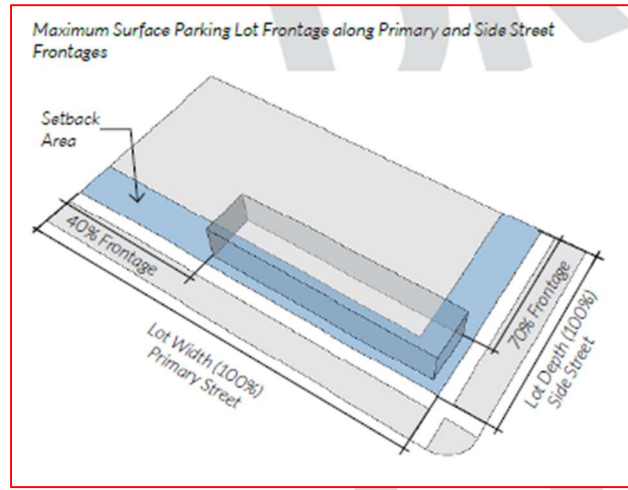 Maximum Surface Parking Lot Frontage along Primary and Side Street
Frontages
Setback
Area
40% Frontage
70% Frontage
Lot Width (100%)
Primary Street
Lot Depth (100%)
Side Street